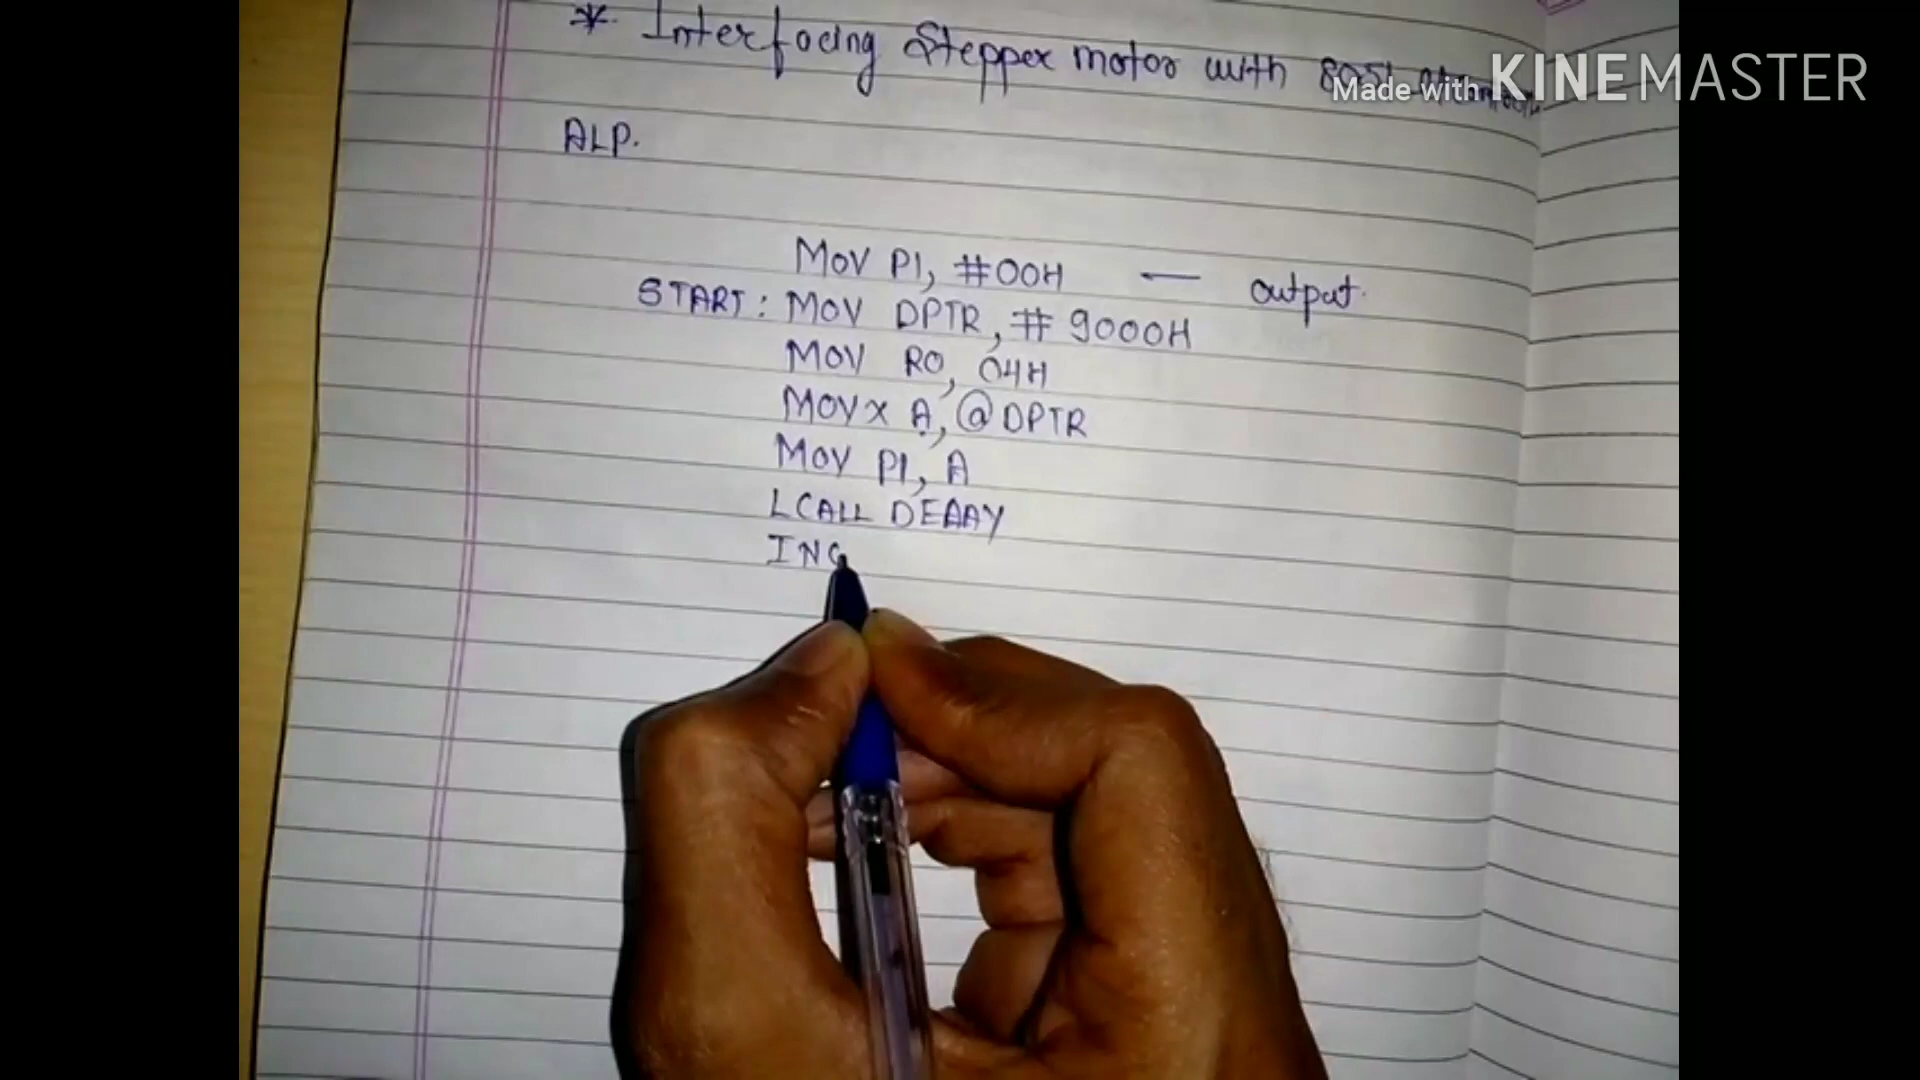 * Interfacing Stepper motor with 8051
Made with KINEMASTER
ALP.
MOV P1, #00H — output.
START: MOV DPTR, # 9000H
MOV R0, 04H
MOVX A, @DPTR
MOV P1, A
LCALL DEAAY
INC